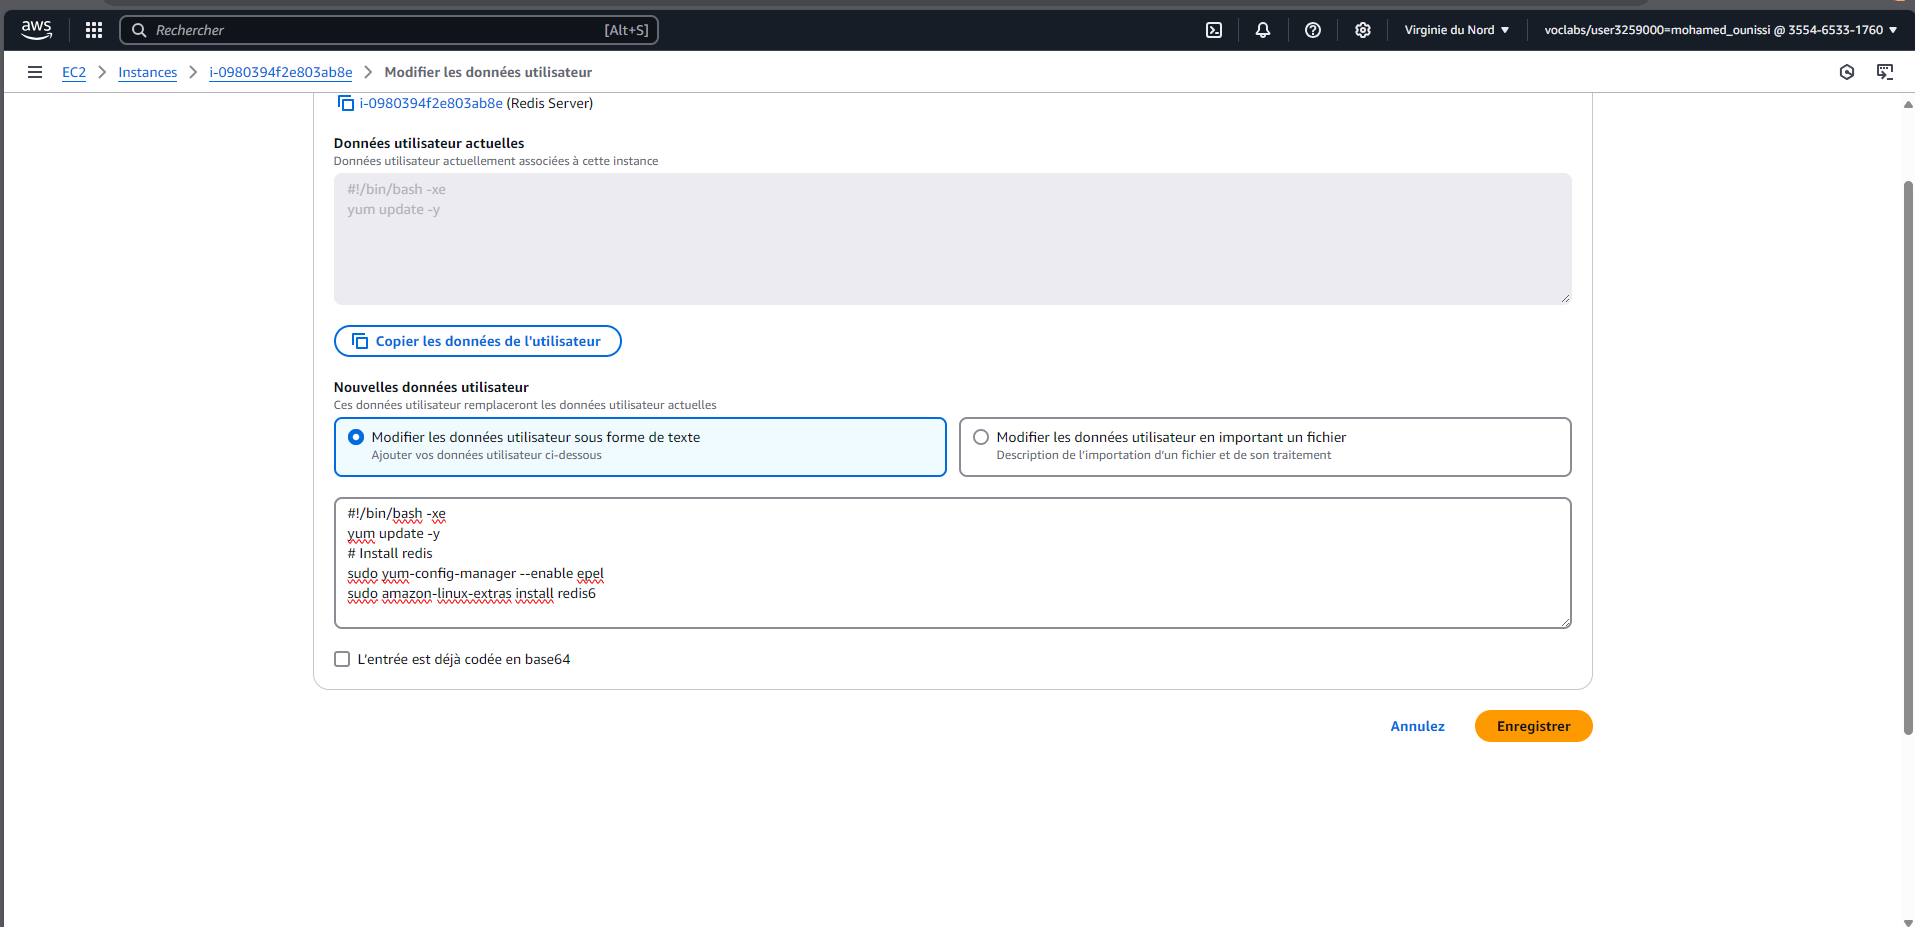 aws
Rechercher
[Alt+S]
Virginie du Nord
voclabs/user3259000=mohamed_ounissi @ 3554-6533-1760
EC2
Instances
i-0980394f2e803ab8e
Modifier les données utilisateur
i-0980394f2e803ab8e (Redis Server)
Données utilisateur actuelles
Données utilisateur actuellement associées à cette instance
#!/bin/bash -xe
yum update -y
Copier les données de l'utilisateur
Nouvelles données utilisateur
Ces données utilisateur remplaceront les données utilisateur actuelles
Modifier les données utilisateur sous forme de texte
Ajouter vos données utilisateur ci-dessous
Modifier les données utilisateur en important un fichier
Description de l'importation d'un fichier et de son traitement
#!/bin/bash -xe
yum update -y
# Install redis
sudo yum-config-manager --enable epel
sudo amazon-linux-extras install redis6
L'entrée est déjà codée en base64
Annulez
Enregistrer